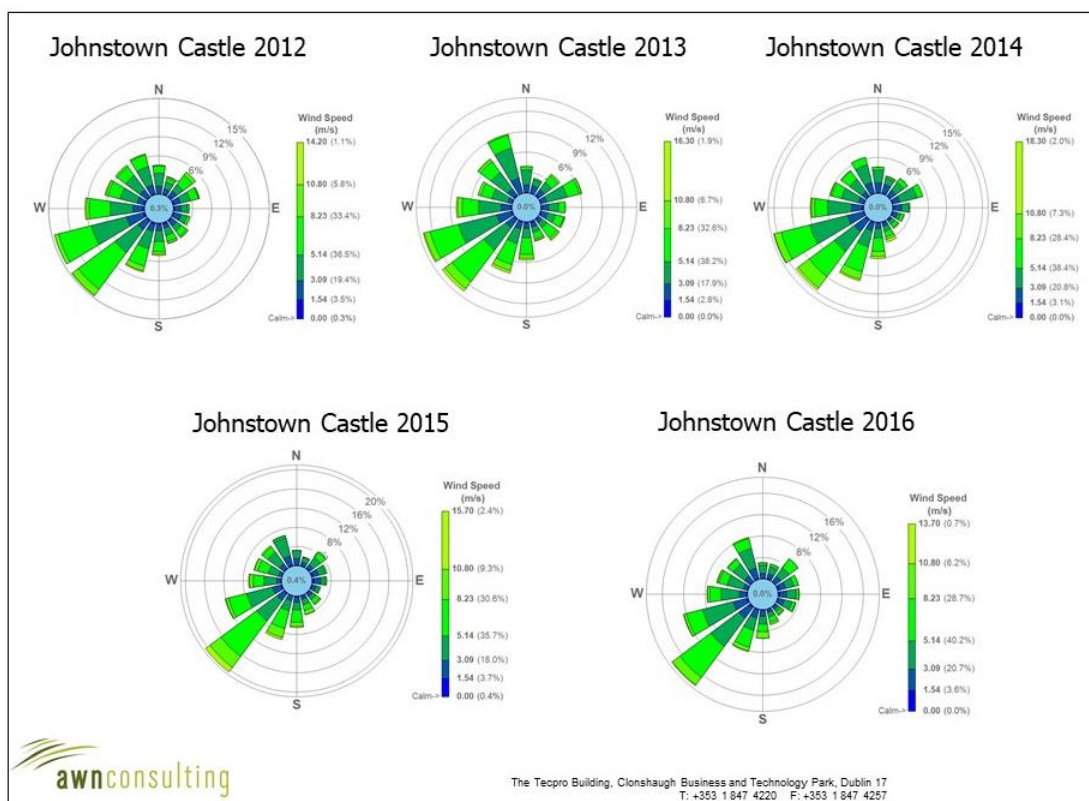 Johnstown Castle 2012
N
15%
12%
9%
6%
W
0.3%
E
S
Wind Speed
(m/s)
14.20 (1.1%)
10.80 (5.8%)
8.23 (33.4%)
5.14 (36.5%)
3.09 (19.4%)
1.54 (3.5%)
Calm-> 0.00 (0.3%)
Johnstown Castle 2013
N
12%
9%
6%
W
0.0%
E
S
Wind Speed
(m/s)
16.30 (1.9%)
10.80 (6.7%)
8.23 (32.6%)
5.14 (38.2%)
3.09 (17.9%)
1.54 (2.8%)
Calm-> 0.00 (0.0%)
Johnstown Castle 2014
N
15%
12%
9%
6%
W
0.0%
E
S
Wind Speed
(m/s)
18.30 (2.0%)
10.80 (7.3%)
8.23 (28.4%)
5.14 (38.4%)
3.09 (20.8%)
1.54 (3.1%)
Calm-> 0.00 (0.0%)
Johnstown Castle 2015
N
20%
16%
12%
8%
W
0.4%
E
S
Wind Speed
(m/s)
15.70 (2.4%)
10.80 (9.3%)
8.23 (30.6%)
5.14 (35.7%)
3.09 (18.0%)
1.54 (3.7%)
Calm-> 0.00 (0.4%)
Johnstown Castle 2016
N
16%
12%
8%
W
0.0%
E
S
Wind Speed
(m/s)
13.70 (0.7%)
10.80 (6.2%)
8.23 (28.7%)
5.14 (40.2%)
3.09 (20.7%)
1.54 (3.6%)
Calm-> 0.00 (0.0%)
awnconsulting
The Tecpro Building, Clonshaugh Business and Technology Park, Dublin 17
T: +353 1 847 4220 F: +353 1 847 4257